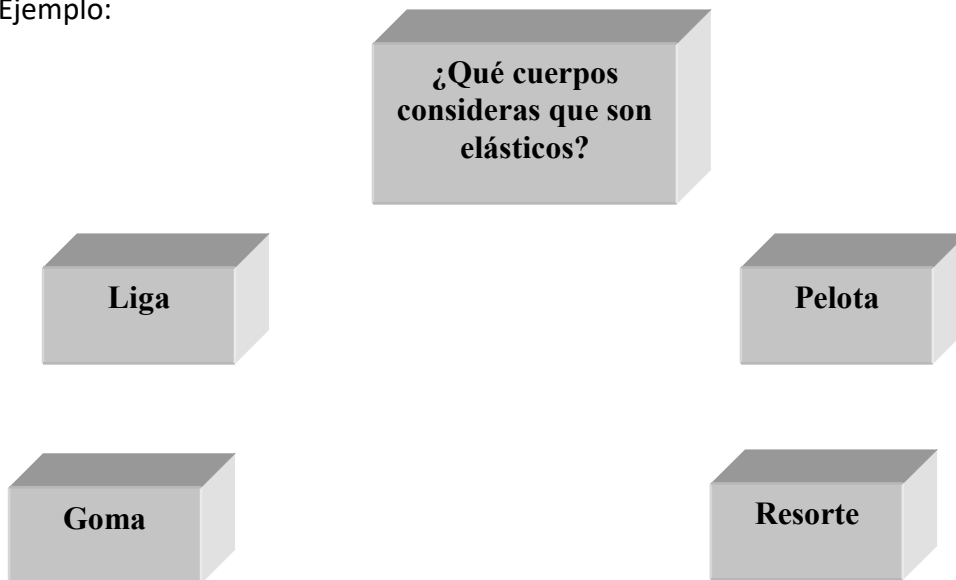 Ejemplo:
¿Qué cuerpos
consideras que son
elásticos?
Liga
Pelota
Goma
Resorte